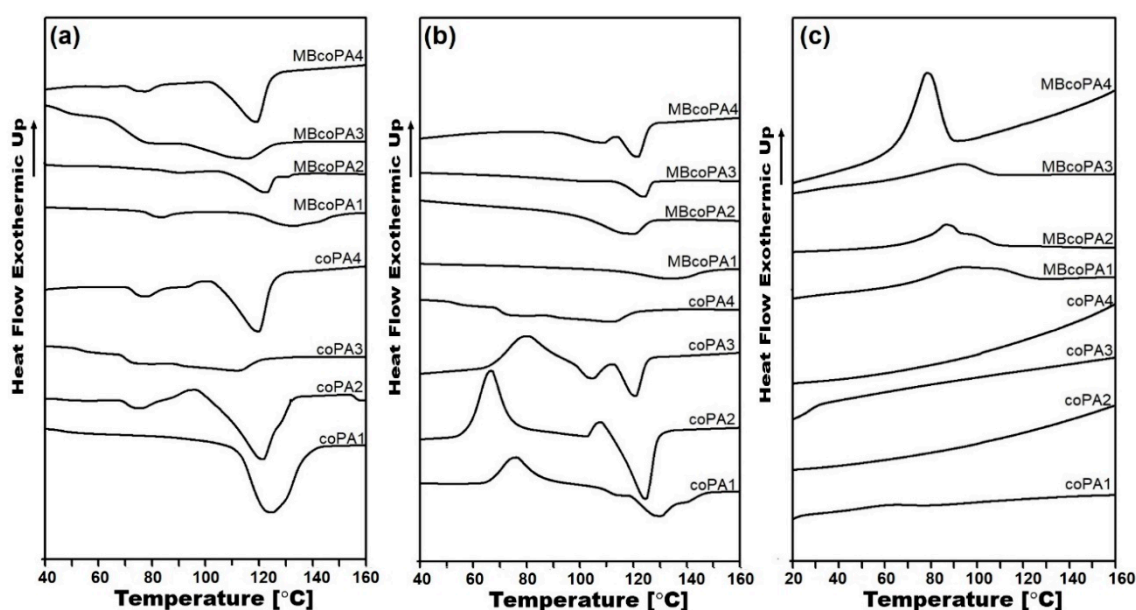 (a)
MBcoPA4
MBcoPA3
MBcoPA2
MBcoPA1
coPA4
coPA3
coPA2
coPA1
Heat Flow Exothermic Up
40 60 80 100 120 140 160
Temperature [°C]
(b)
MBcoPA4
MBcoPA3
MBcoPA2
MBcoPA1
coPA4
coPA3
coPA2
coPA1
Heat Flow Exothermic Up
40 60 80 100 120 140 160
Temperature [°C]
(c)
MBcoPA4
MBcoPA3
MBcoPA2
MBcoPA1
coPA4
coPA3
coPA2
coPA1
Heat Flow Exothermic Up
20 40 60 80 100 120 140 160
Temperature [°C]